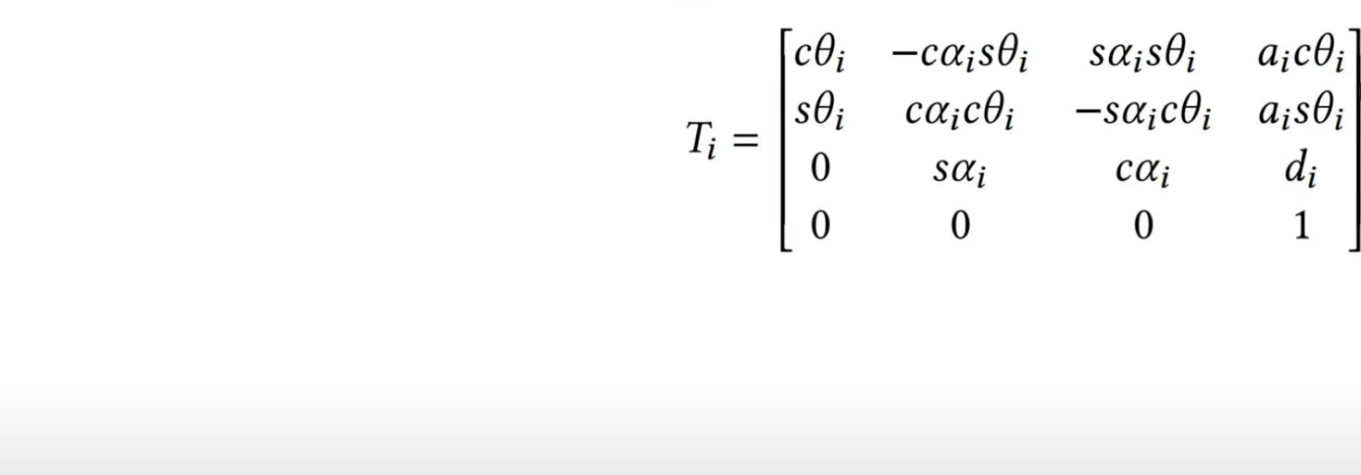 T_i = [cθ_i −cα_i sθ_i sα_i sθ_i a_i cθ_i
sθ_i cα_i cθ_i −sα_i cθ_i a_i sθ_i
0 sα_i cα_i d_i
0 0 0 1]